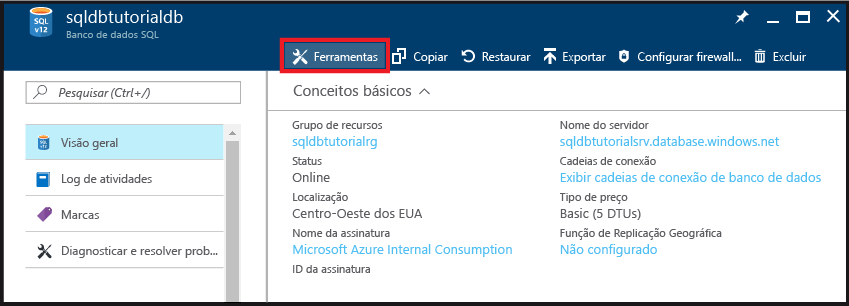 sqldbtutorialdb
SQL v12
Banco de dados SQL
Ferramentas Copiar Restaurar Exportar Configurar firewall... Excluir
Pesquisar (Ctrl+/)
Visão geral
Log de atividades
Marcas
Diagnosticar e resolver prob...
Conceitos básicos
Grupo de recursos
sqldbtutorialrg
Status
Online
Localização
Centro-Oeste dos EUA
Nome da assinatura
Microsoft Azure Internal Consumption
ID da assinatura
Nome do servidor
sqldbtutorialsrv.database.windows.net
Cadeias de conexão
Exibir cadeias de conexão de banco de dados
Tipo de preço
Basic (5 DTUs)
Função de Replicação Geográfica
Não configurado